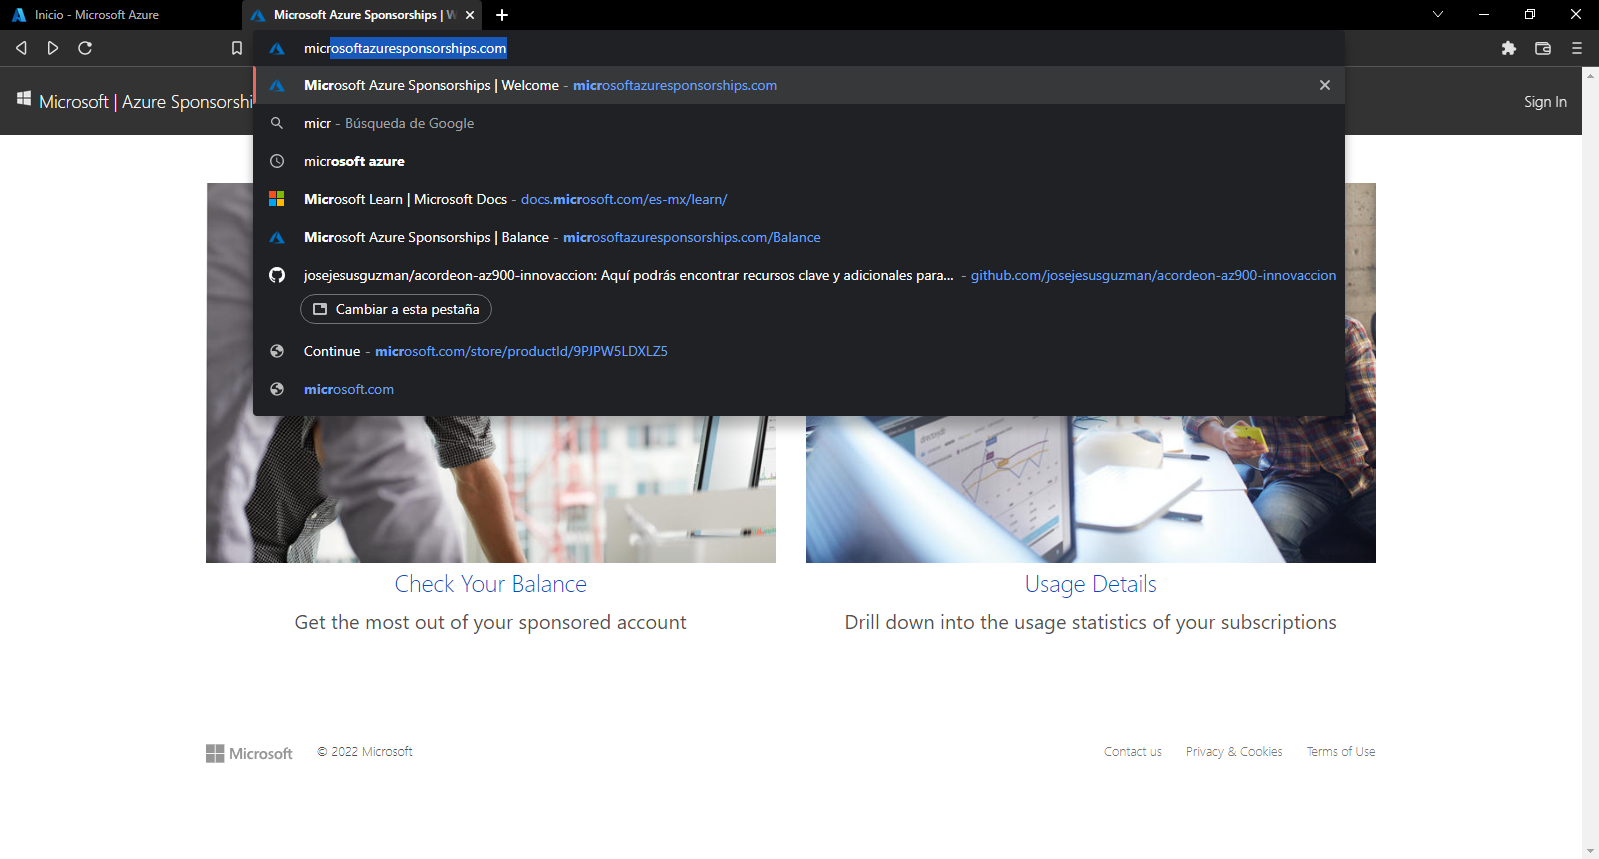 Inicio - Microsoft Azure
Microsoft Azure Sponsorships | W
microsoftazuresponsorships.com
Microsoft Azure Sponsorships | Welcome - microsoftazuresponsorships.com
Microsoft | Azure Sponsorshi
Sign In
micr - Búsqueda de Google
microsoft azure
Microsoft Learn | Microsoft Docs - docs.microsoft.com/es-mx/learn/
Microsoft Azure Sponsorships | Balance - microsoftazuresponsorships.com/Balance
josejesusguzman/acordeon-az900-innovaccion: Aquí podrás encontrar recursos clave y adicionales para... - github.com/josejesusguzman/acordeon-az900-innovaccion
Cambiar a esta pestaña
Continue - microsoft.com/store/productId/9PJPW5LDXLZ5
microsoft.com
Check Your Balance
Get the most out of your sponsored account
Usage Details
Drill down into the usage statistics of your subscriptions
Microsoft
© 2022 Microsoft
Contact us
Privacy & Cookies
Terms of Use